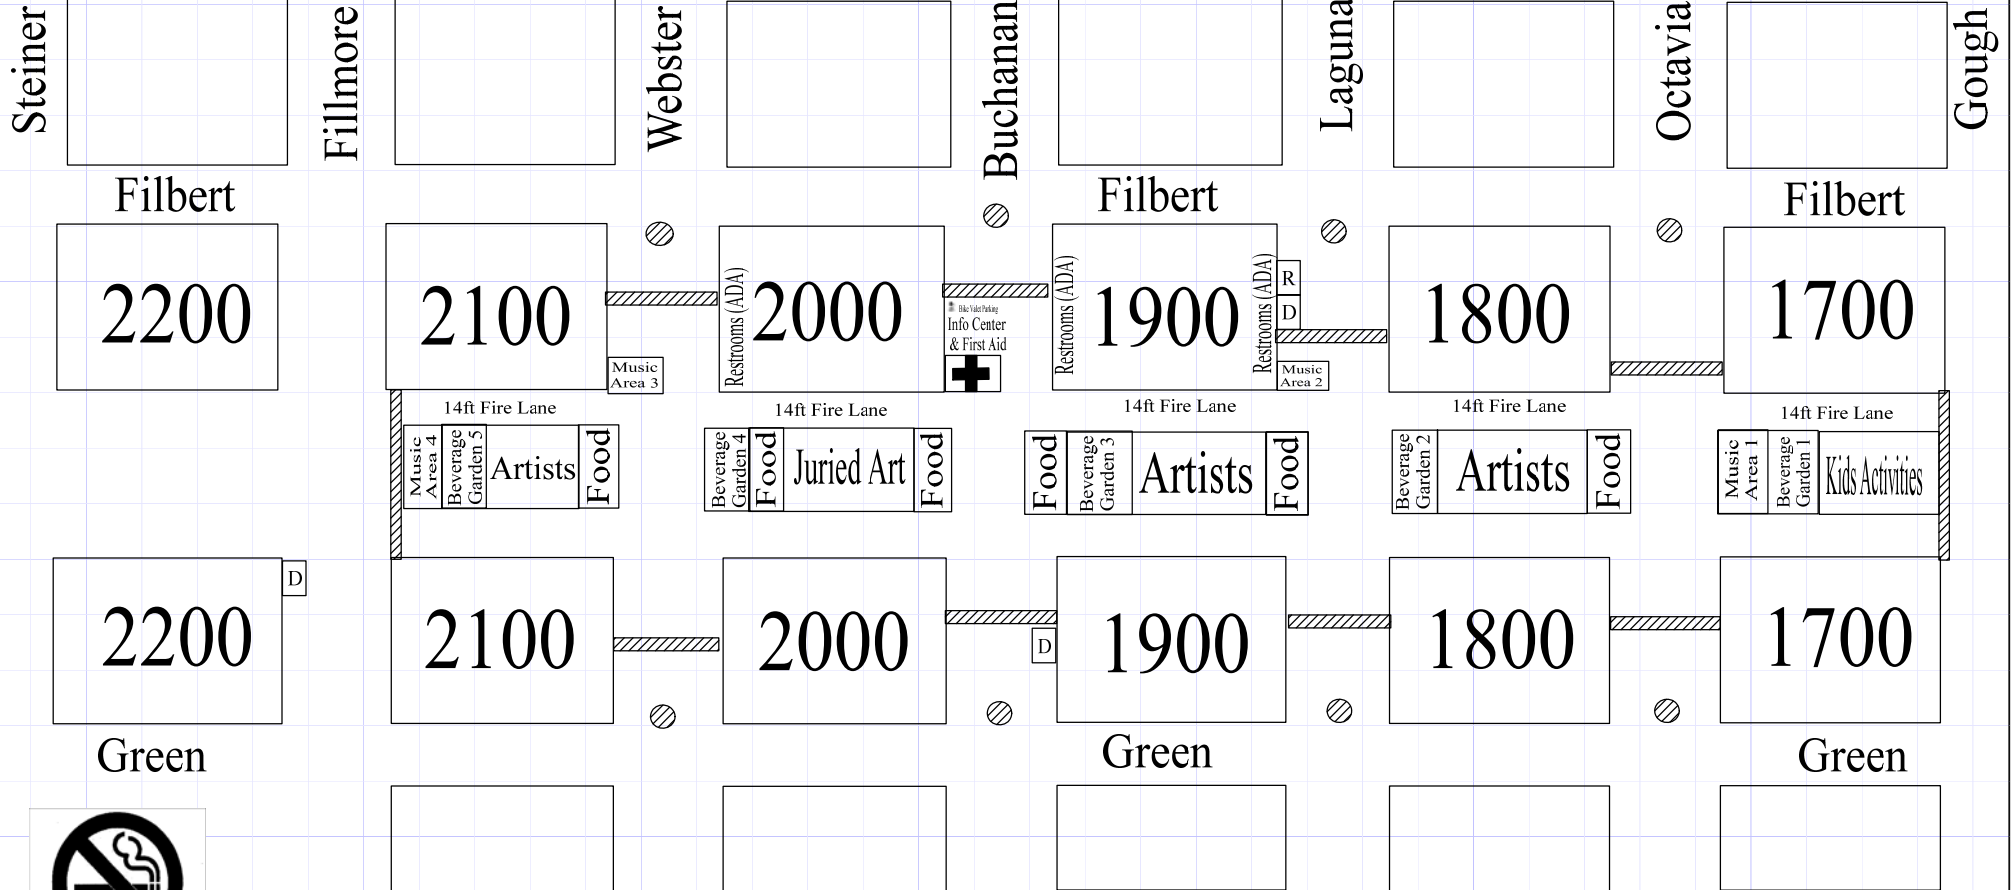 Steiner
Fillmore
Webster
Buchanan
Laguna
Octavia
Gough
Filbert
Filbert
Filbert
2200
2100
Restrooms (ADA)
2000
Bike Valet Parking
Info Center
& First Aid
Restrooms (ADA)
1900
Restrooms (ADA)
R
D
1800
1700
Music
Area 3
Music
Area 2
14ft Fire Lane
14ft Fire Lane
14ft Fire Lane
14ft Fire Lane
14ft Fire Lane
Music
Area 4
Beverage
Garden 5
Artists
Food
Beverage
Garden 4
Food
Juried Art
Food
Food
Beverage
Garden 3
Artists
Food
Beverage
Garden 2
Artists
Food
Music
Area 1
Beverage
Garden 1
Kids Activities
2200
D
2100
2000
D
1900
1800
1700
Green
Green
Green